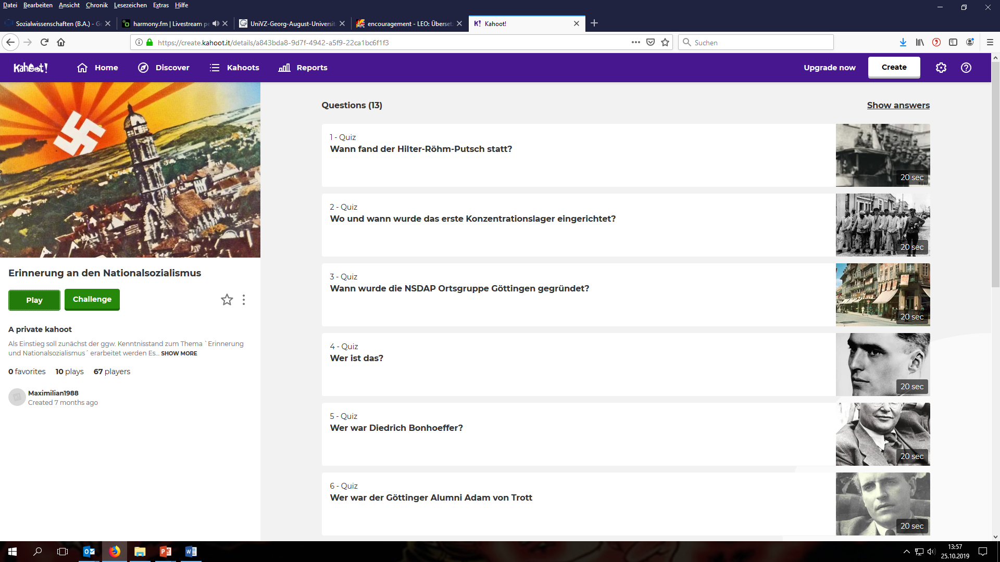 Datei Bearbeiten Ansicht Chronik Lesezeichen Extras Hilfe
Sozialwissenschaften (B.A.) - G
harmony.fm | Livestream pe
UniVZ-Georg-August-Universit
encouragement - LEO: Überset
K! Kahoot!
https://create.kahoot.it/details/a843bda8-9d7f-4942-a5f9-22ca1bc6f1f3
Suchen
Kahoot!
Home
Discover
Kahoots
Reports
Upgrade now
Create
Questions (13)
Show answers
1 - Quiz
Wann fand der Hilter-Röhm-Putsch statt?
20 sec
2 - Quiz
Wo und wann wurde das erste Konzentrationslager eingerichtet?
20 sec
3 - Quiz
Wann wurde die NSDAP Ortsgruppe Göttingen gegründet?
20 sec
4 - Quiz
Wer ist das?
20 sec
5 - Quiz
Wer war Diedrich Bonhoeffer?
20 sec
6 - Quiz
Wer war der Göttinger Alumni Adam von Trott
20 sec
Erinnerung an den Nationalsozialismus
Play
Challenge
A private kahoot
Als Einstieg soll zunächst der ggw. Kenntnisstand zum Thema `Erinnerung
und Nationalsozialismus´ erarbeitet werden Es... SHOW MORE
0 favorites 10 plays 67 players
Maximilian1988
Created 7 months ago
13:57
25.10.2019